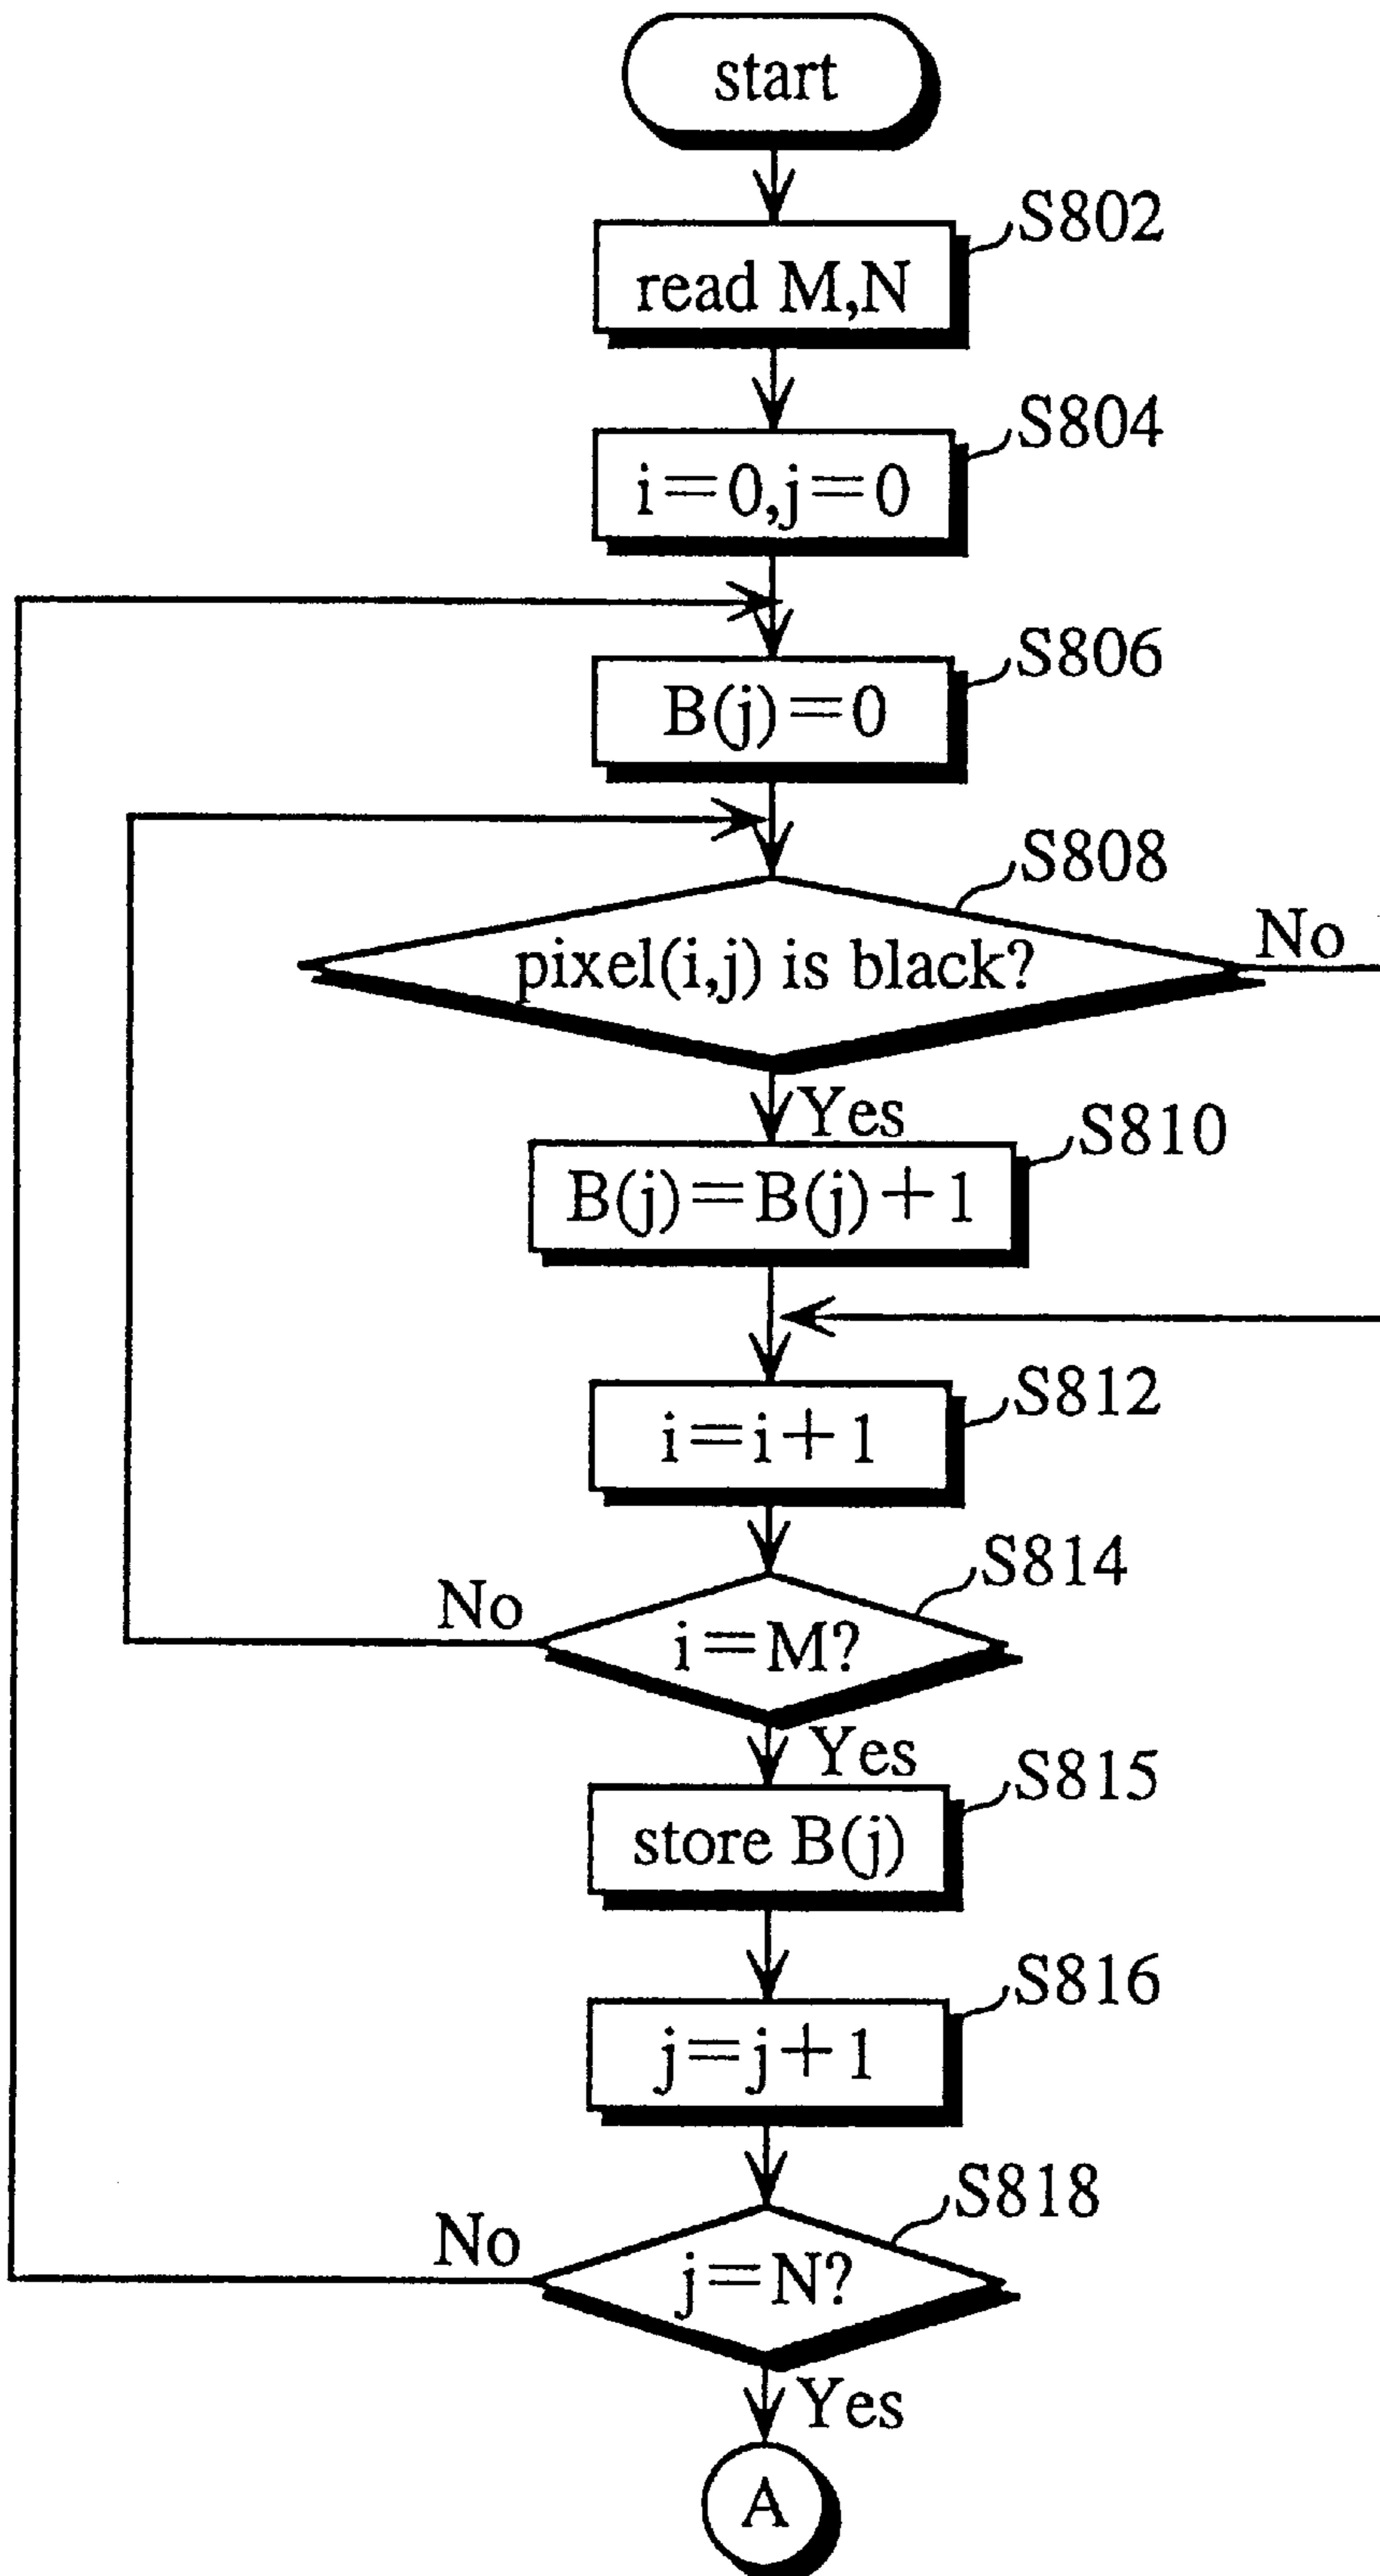 start
S802
read M,N
S804
i=0,j=0
S806
B(j)=0
S808
pixel(i,j) is black?
No
Yes
S810
B(j)=B(j)+1
S812
i=i+1
S814
No
i=M?
Yes
S815
store B(j)
S816
j=j+1
S818
No
j=N?
Yes
A